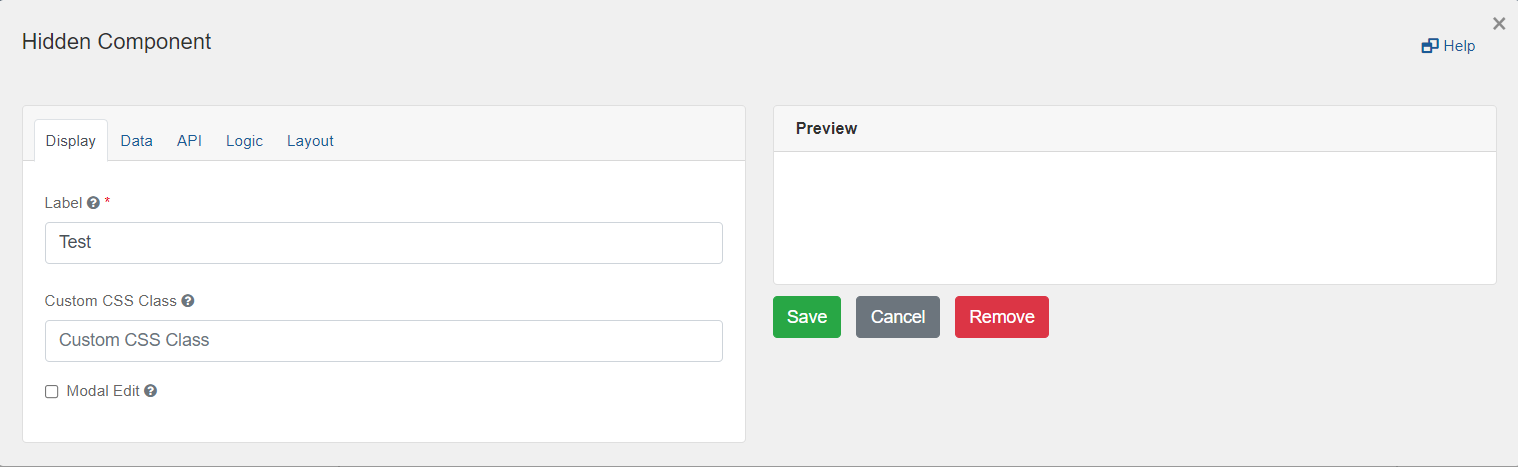 Hidden Component
×
Help
Display Data API Logic Layout
Label *
Test
Custom CSS Class
Custom CSS Class
Modal Edit
Preview
Save Cancel Remove